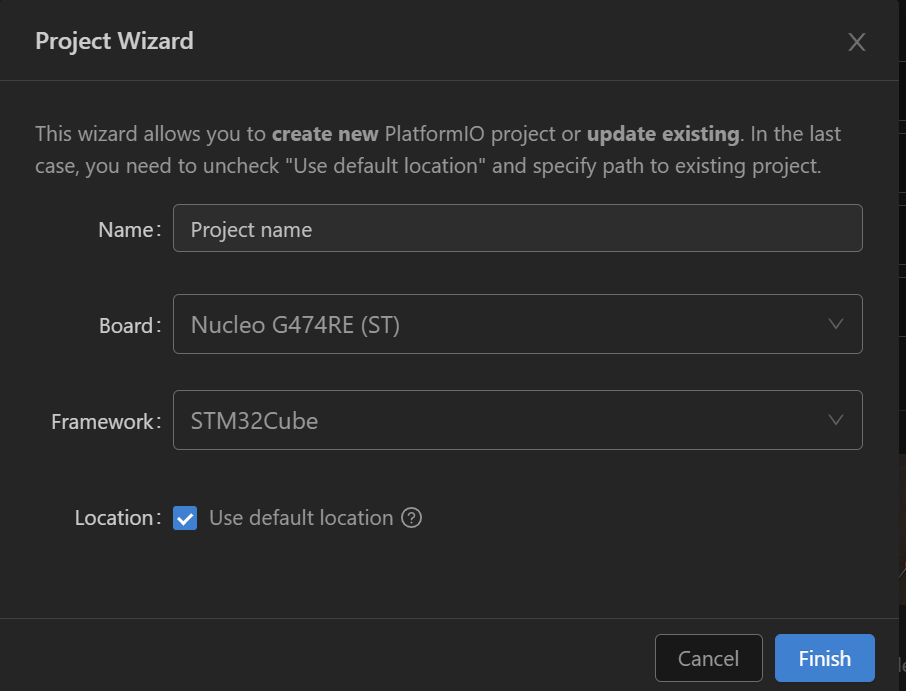 Project Wizard
This wizard allows you to create new PlatformIO project or update existing. In the last
case, you need to uncheck "Use default location" and specify path to existing project.
Name:
Project name
Board:
Nucleo G474RE (ST)
Framework:
STM32Cube
Location:
Use default location
Cancel
Finish